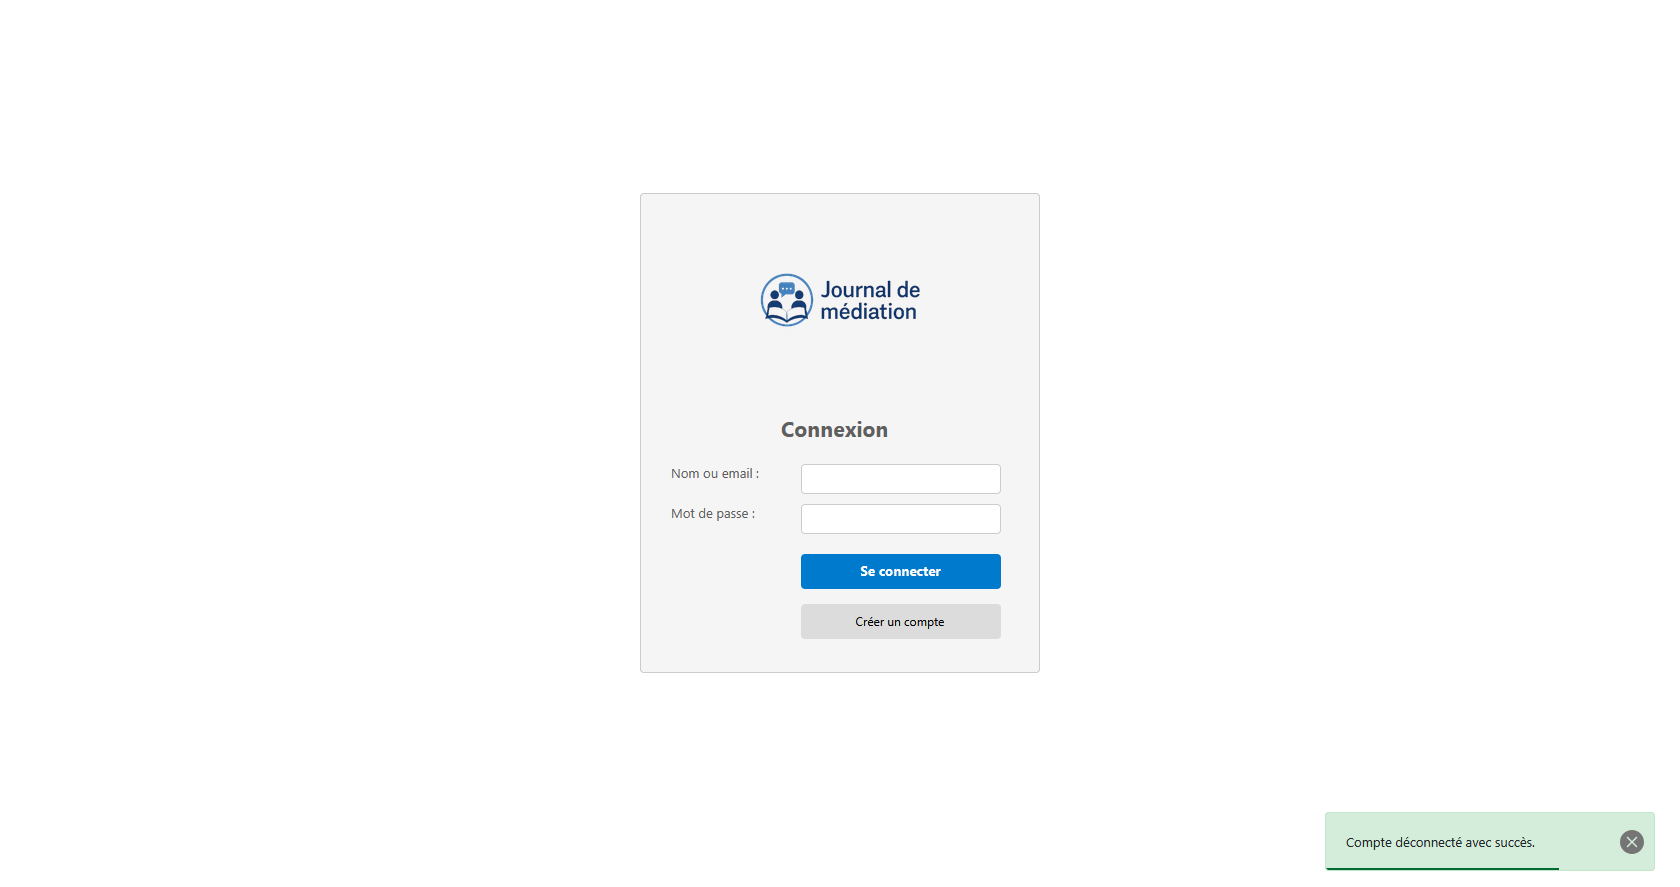 Journal de
médiation
Connexion
Nom ou email :
Mot de passe :
Se connecter
Créer un compte
Compte déconnecté avec succès.